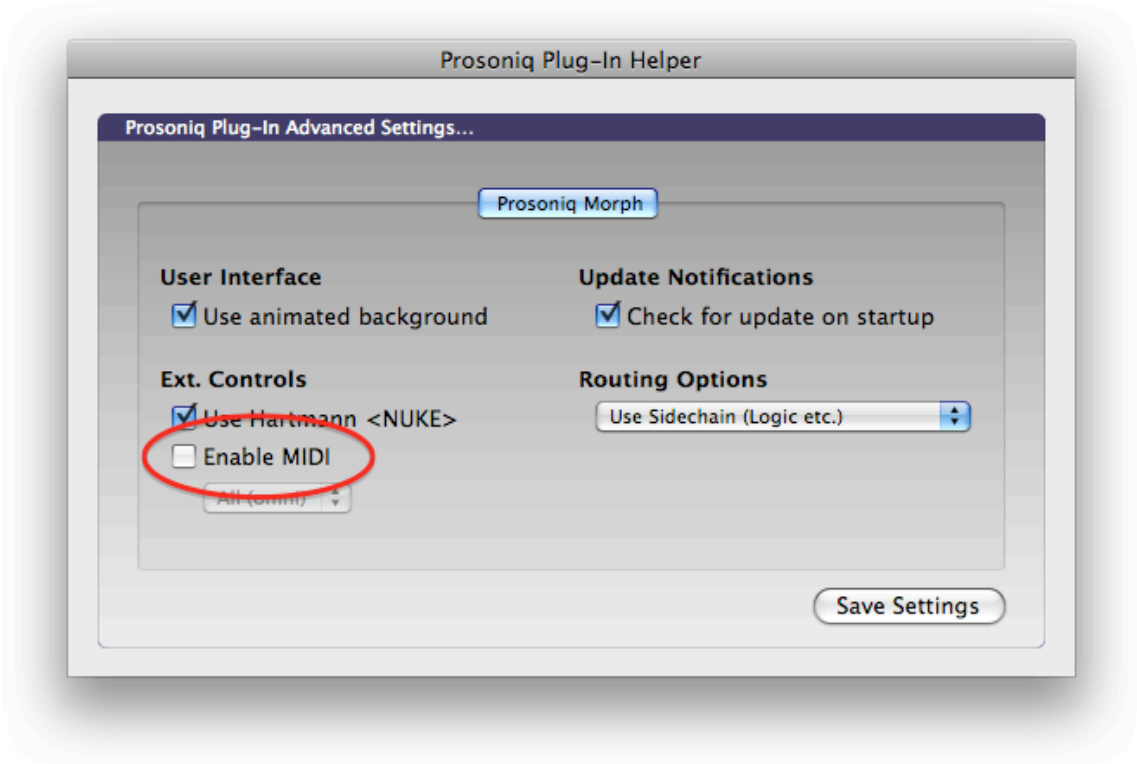 Prosoniq Plug-In Helper
Prosoniq Plug-In Advanced Settings...
Prosoniq Morph
User Interface
Use animated background
Update Notifications
Check for update on startup
Ext. Controls
Use Hartmann <NUKE>
Enable MIDI
All (omni)
Routing Options
Use Sidechain (Logic etc.)
Save Settings